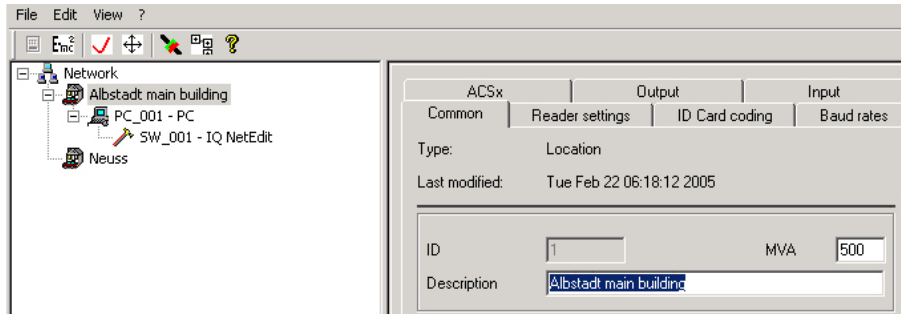 File Edit View ?
Network
Albstadt main building
PC_001 - PC
SW_001 - IQ NetEdit
Neuss
ACSx Output Input
Common Reader settings ID Card coding Baud rates
Type: Location
Last modified: Tue Feb 22 06:18:12 2005
ID 1 MVA 500
Description Albstadt main building